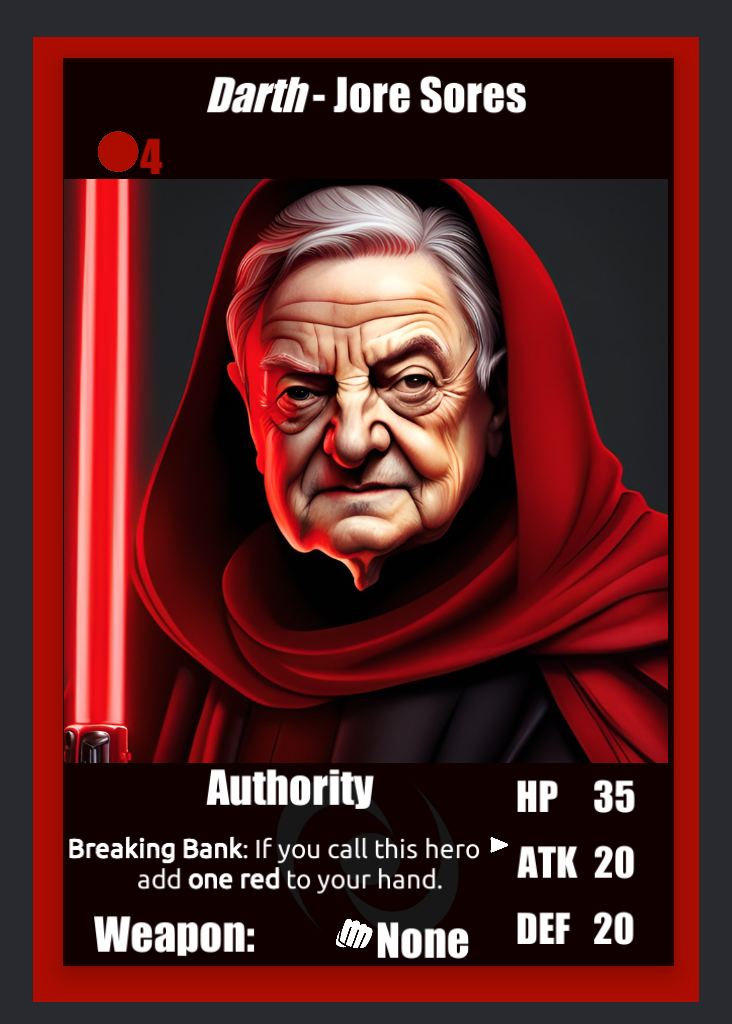 Darth - Jore Sores
4
Authority
Breaking Bank: If you call this hero
add one red to your hand.
Weapon: None
HP 35
ATK 20
DEF 20